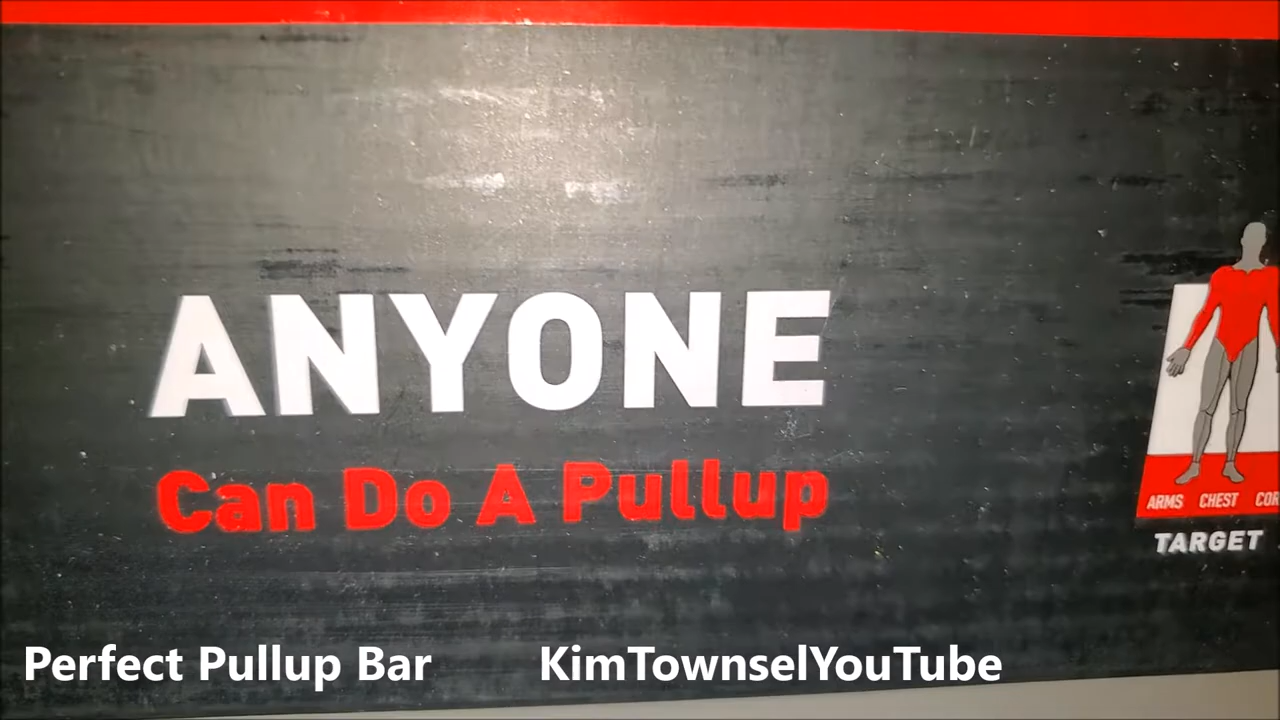 ANYONE
Can Do A Pullup
ARMS CHEST
TARGET
Perfect Pullup Bar KimTownselYouTube